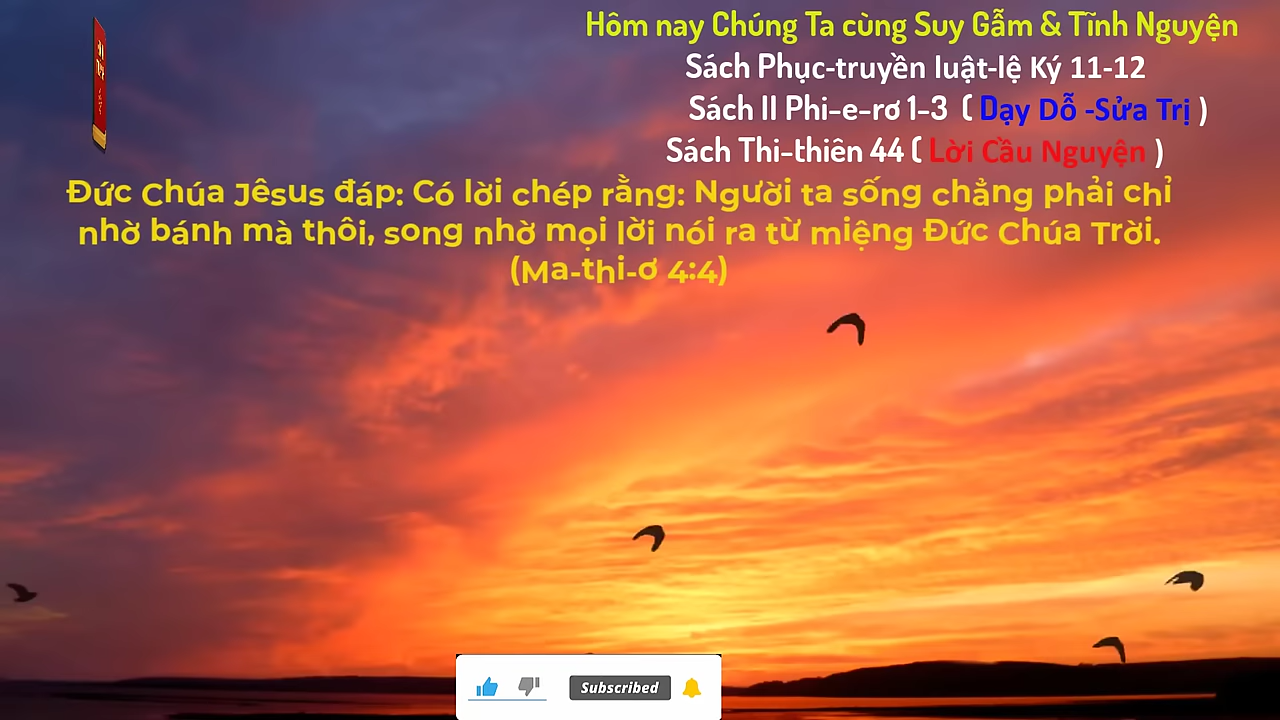 Hôm nay Chúng Ta cùng Suy Gẫm & Tĩnh Nguyện
Sách Phục-truyền luật-lệ Ký 11-12
Sách II Phi-e-rơ 1-3 ( Dạy Dỗ -Sửa Trị )
Sách Thi-thiên 44 ( Lời Cầu Nguyện )
Đức Chúa Jêsus đáp: Có lời chép rằng: Người ta sống chẳng phải chỉ
nhờ bánh mà thôi, song nhờ mọi lời nói ra từ miệng Đức Chúa Trời.
(Ma-thi-ơ 4:4)
Subscribed